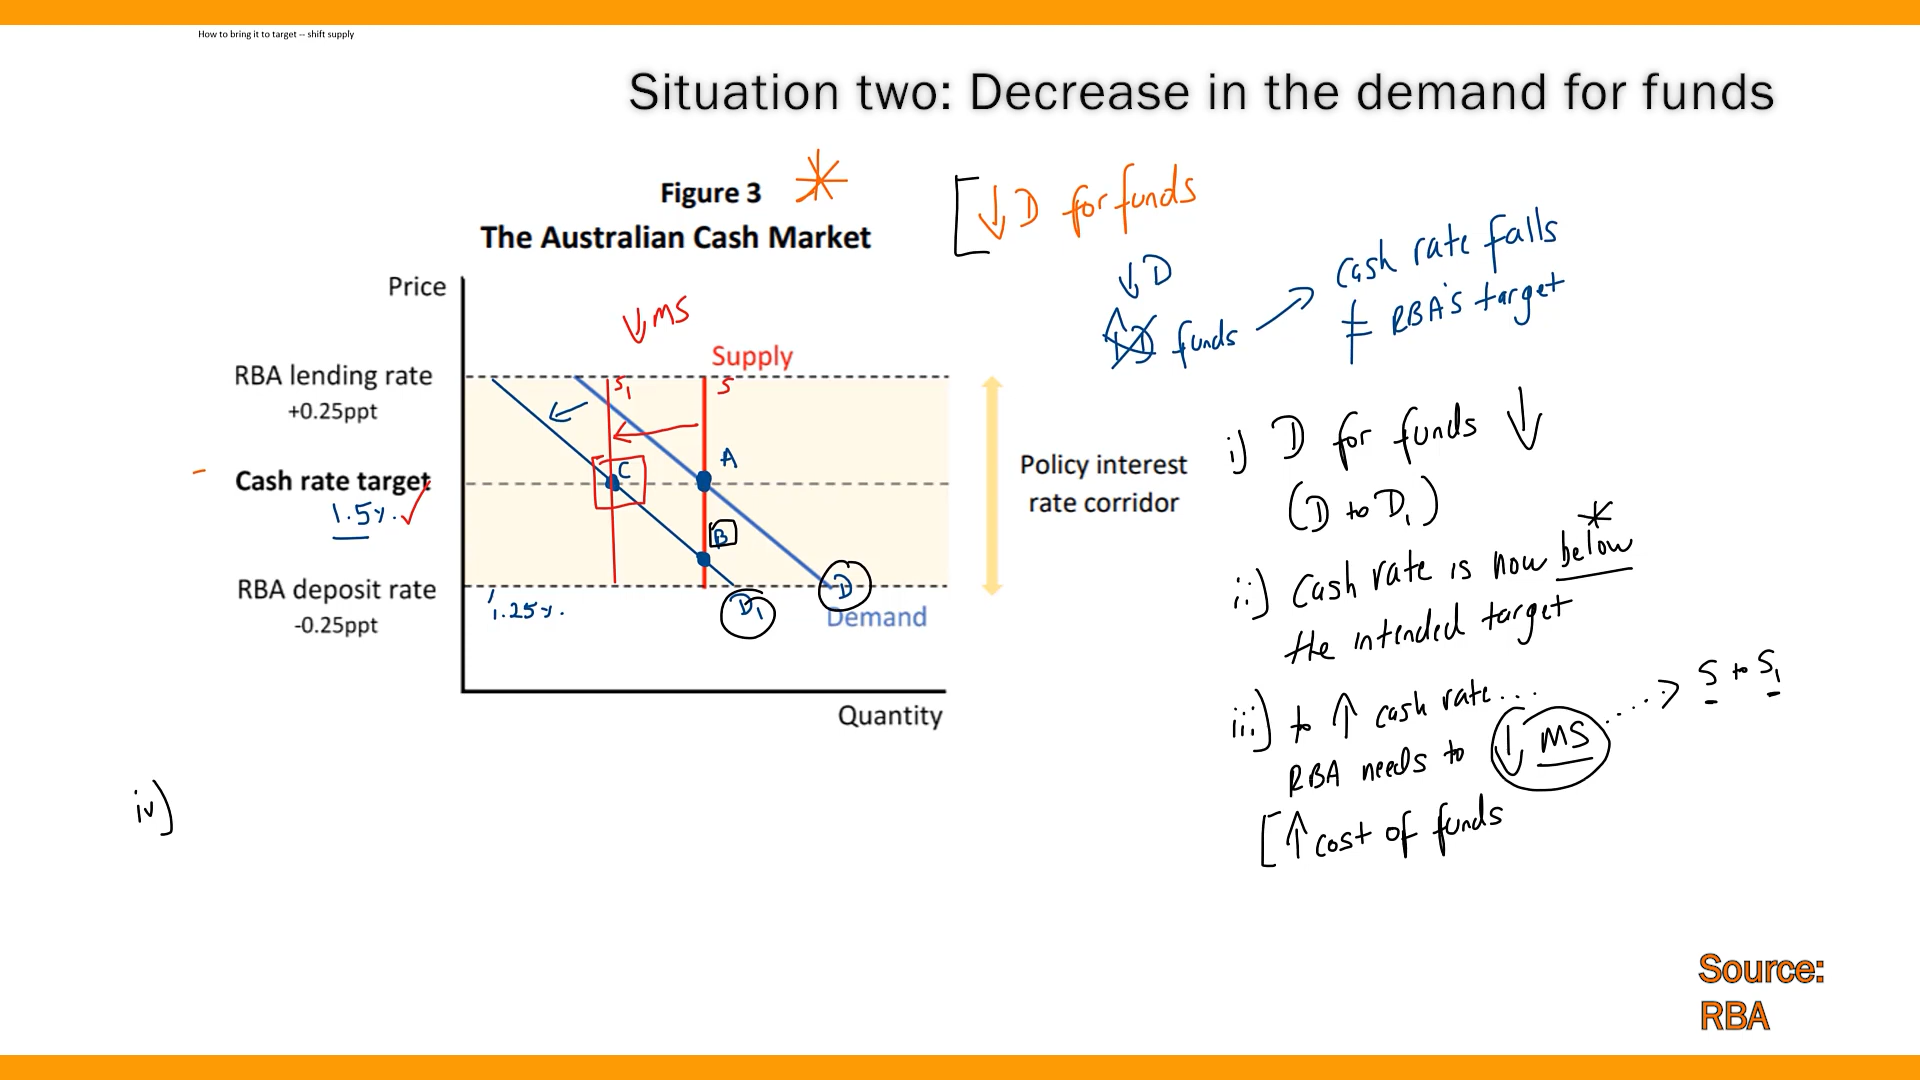 How to bring it to target -- shift supply
Situation two: Decrease in the demand for funds
Figure 3
The Australian Cash Market
Price
↓ MS
Supply
S₁
S
RBA lending rate
+0.25ppt
A
C
Cash rate target
1.5%. ✓
B
RBA deposit rate
-0.25ppt
1.25%.
D₁
D
Demand
Quantity
Policy interest
rate corridor
[↓ D for funds
↓D
funds → cash rate falls
≠ RBA's target
i) D for funds ↓
(D to D₁)
ii) Cash rate is now below *
the intended target
iii) to ↑ cash rate...
RBA needs to ↓ MS ....> S to S₁
[↑ cost of funds
iv)
Source:
RBA